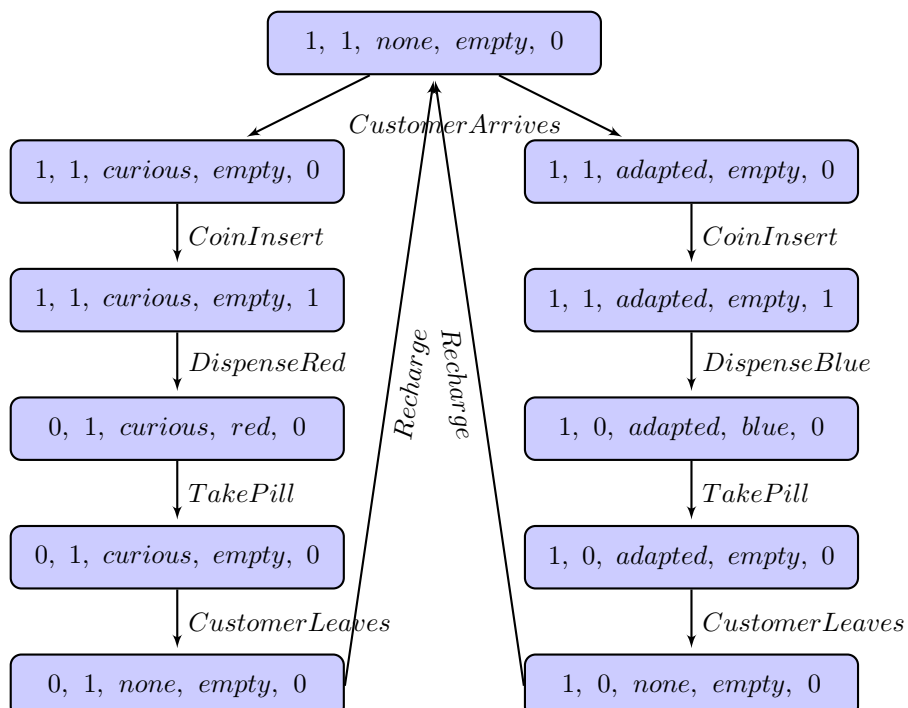 1, 1, none, empty, 0
CustomerArrives
1, 1, curious, empty, 0
1, 1, adapted, empty, 0
CoinInsert
CoinInsert
1, 1, curious, empty, 1
1, 1, adapted, empty, 1
DispenseRed
Recharge
Recharge
DispenseBlue
0, 1, curious, red, 0
1, 0, adapted, blue, 0
TakePill
TakePill
0, 1, curious, empty, 0
1, 0, adapted, empty, 0
CustomerLeaves
CustomerLeaves
0, 1, none, empty, 0
1, 0, none, empty, 0